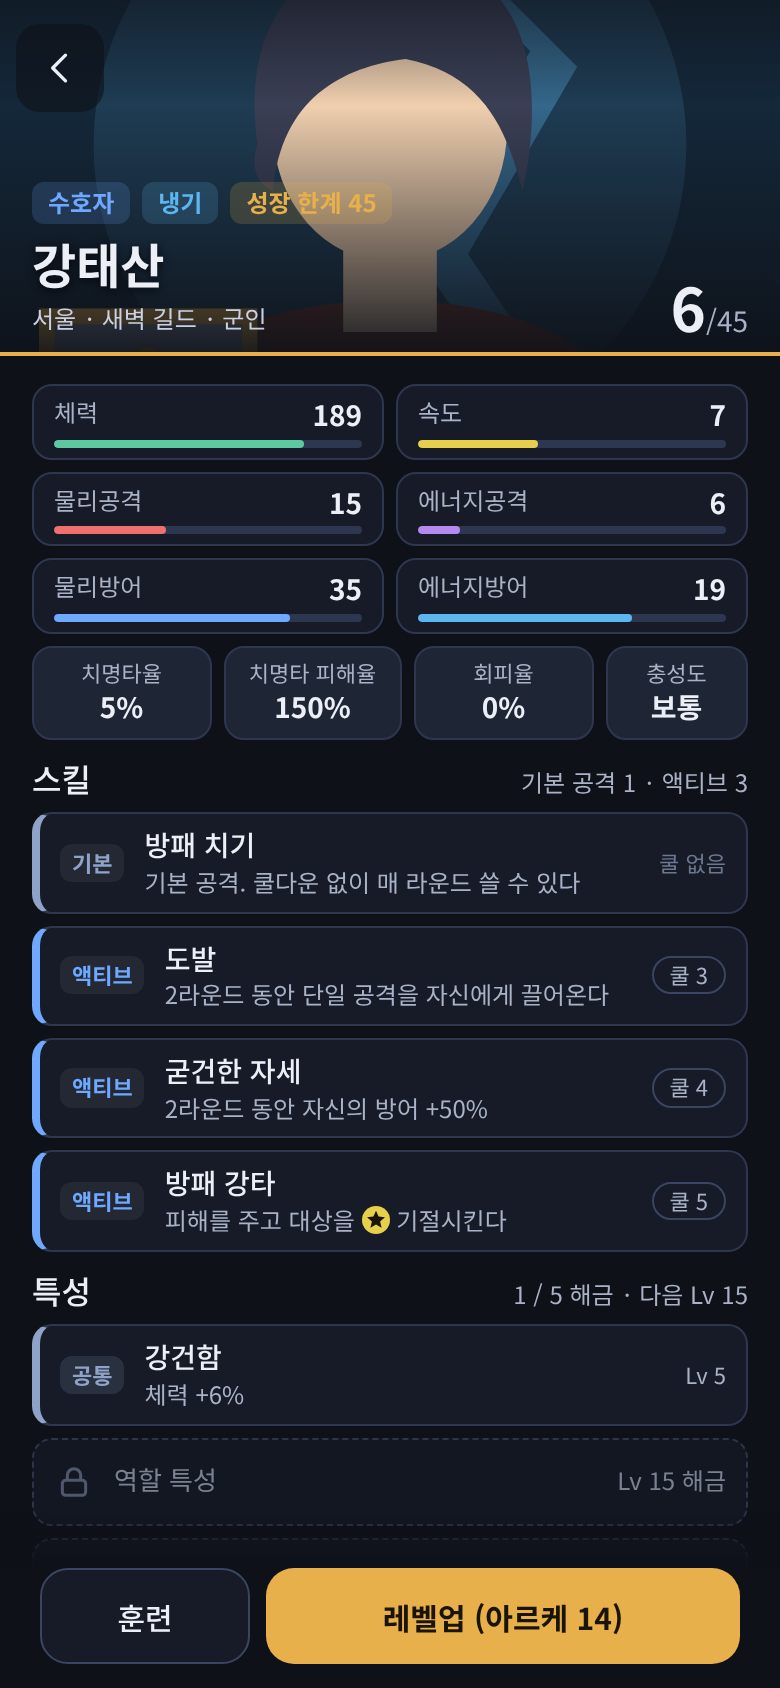 수호자 냉기 성장 한계 45
강태산
서울 · 새벽 길드 · 군인
6/45
체력 189
속도 7
물리공격 15
에너지공격 6
물리방어 35
에너지방어 19
치명타율
5%
치명타 피해율
150%
회피율
0%
충성도
보통
스킬
기본 공격 1 · 액티브 3
기본
방패 치기
기본 공격. 쿨다운 없이 매 라운드 쓸 수 있다
쿨 없음
액티브
도발
2라운드 동안 단일 공격을 자신에게 끌어온다
쿨 3
액티브
굳건한 자세
2라운드 동안 자신의 방어 +50%
쿨 4
액티브
방패 강타
피해를 주고 대상을 기절시킨다
쿨 5
특성
1 / 5 해금 · 다음 Lv 15
공통
강건함
체력 +6%
Lv 5
역할 특성
Lv 15 해금
훈련
레벨업 (아르케 14)